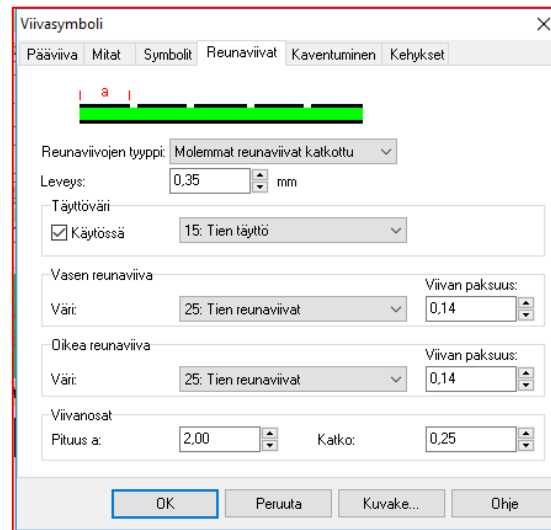 Viivasymboli
Pääviiva Mitat Symbolit Reunaviivat Kaventuminen Kehykset
a
Reunaviivojen tyyppi: Molemmat reunaviivat katkottu
Leveys: 0,35 mm
Täyttöväri
Käytössä 15: Tien täyttö
Vasen reunaviiva
Viivan paksuus:
Väri: 25: Tien reunaviivat 0,14
Oikea reunaviiva
Viivan paksuus:
Väri: 25: Tien reunaviivat 0,14
Viivanosat
Pituus a: 2,00 Katko: 0,25
OK Peruuta Kuvake... Ohje